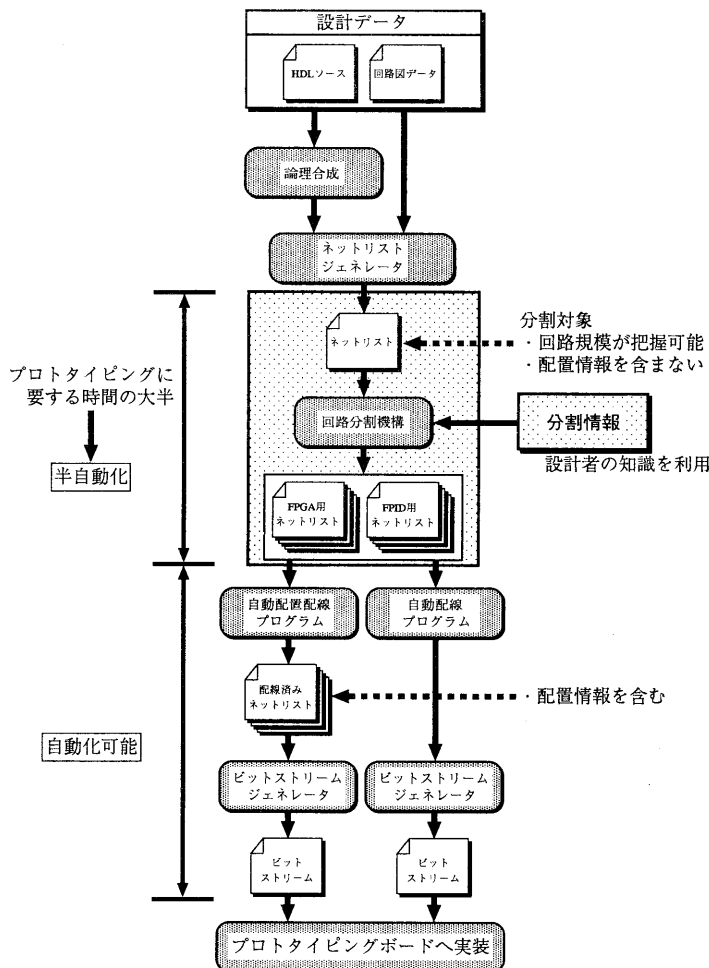 設計データ
HDLソース
回路図データ
論理合成
ネットリスト
ジェネレータ
ネットリスト
分割対象
・回路規模が把握可能
・配置情報を含まない
プロトタイピングに
要する時間の大半
半自動化
回路分割機構
分割情報
設計者の知識を利用
FPGA用
ネットリスト
FPID用
ネットリスト
自動配置配線
プログラム
自動配線
プログラム
配線済み
ネットリスト
・配置情報を含む
自動化可能
ビットストリーム
ジェネレータ
ビットストリーム
ジェネレータ
ビット
ストリーム
ビット
ストリーム
プロトタイピングボードへ実装